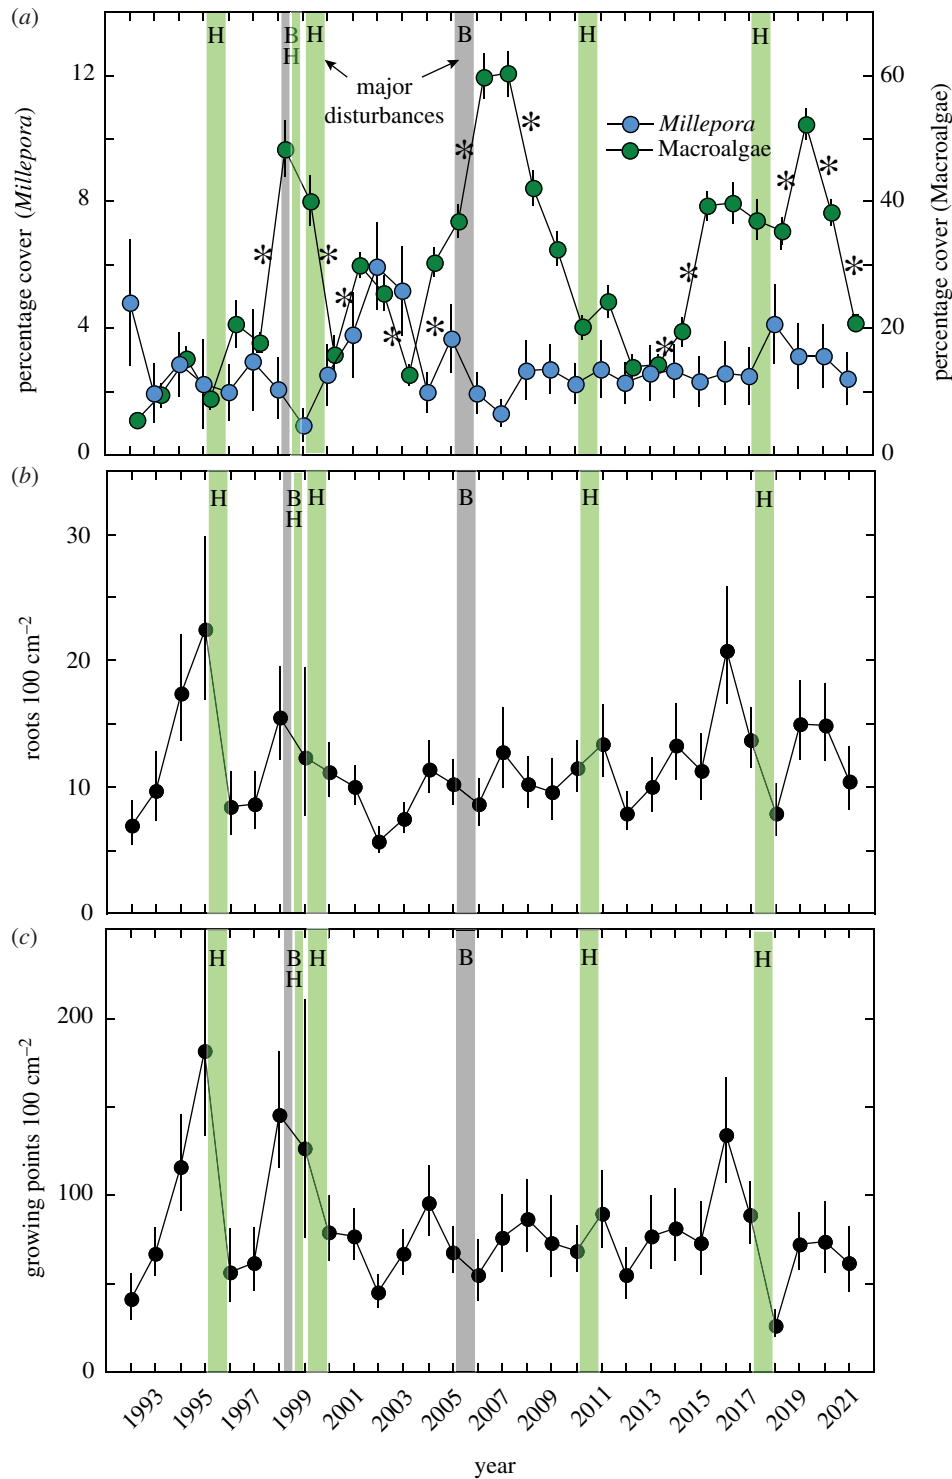 (a)
H
B
H
H
B
H
H
major
disturbances
Millepora
Macroalgae
12
8
4
0
60
40
20
0
percentage cover (Millepora)
percentage cover (Macroalgae)
* * * * * * * * * * * * *
(b)
H
B
H
H
B
H
H
30
20
10
0
roots 100 cm⁻²
(c)
H
B
H
H
B
H
H
200
100
0
growing points 100 cm⁻²
1993 1995 1997 1999 2001 2003 2005 2007 2009 2011 2013 2015 2017 2019 2021
year